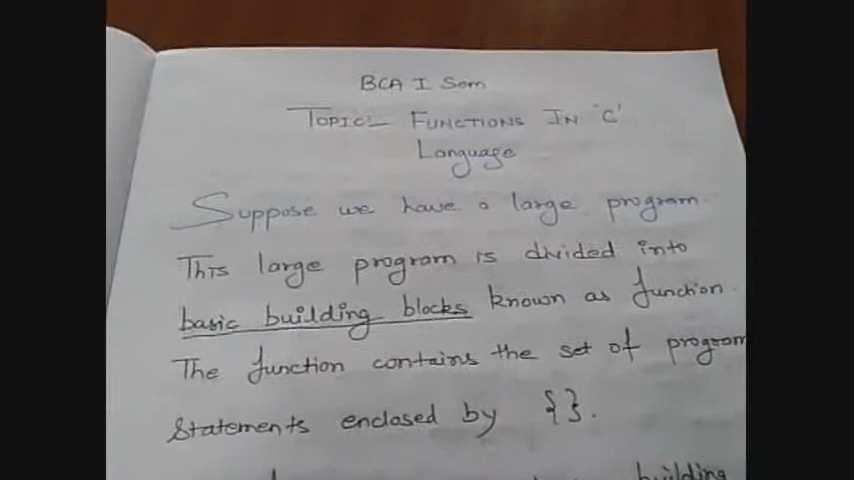 BCA I Sem
TOPIC:- FUNCTIONS IN 'C'
Language
Suppose we have a large program.
This large program is divided into
basic building blocks known as function.
The function contains the set of program
statements enclosed by { }.
building